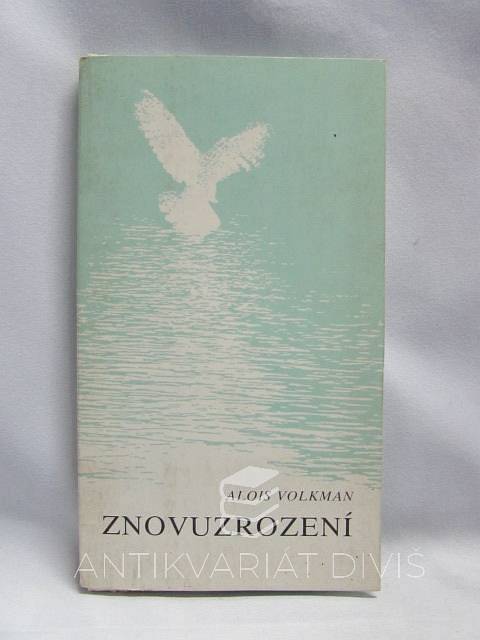 ALOIS VOLKMAN
ZNOVUZROZENÍ
ANTIKVARIÁT DIVIŠ